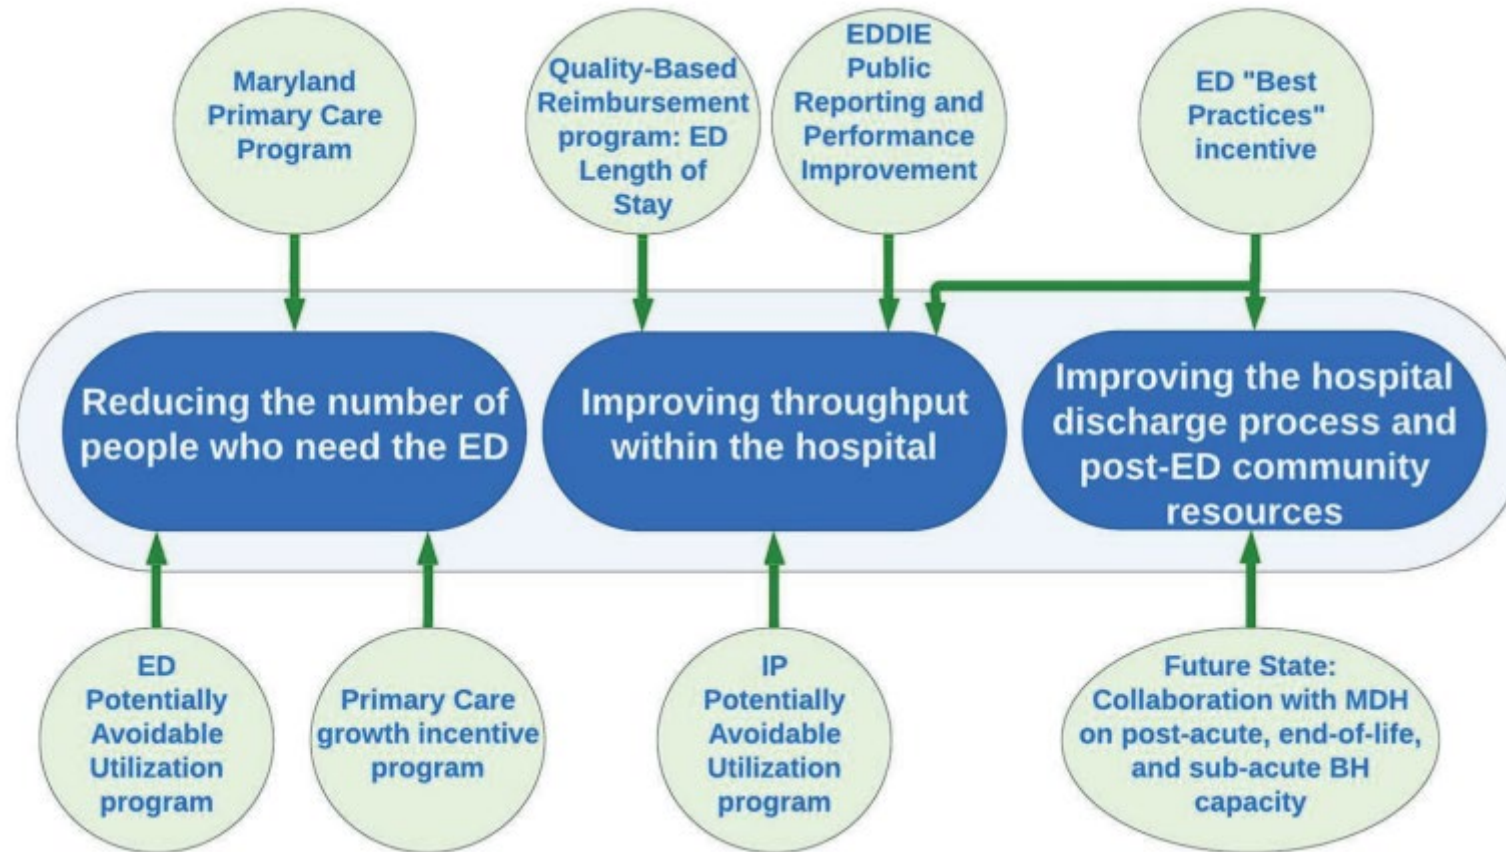 Maryland
Primary Care
Program
Quality-Based
Reimbursement
program: ED
Length of
Stay
EDDIE
Public
Reporting and
Performance
Improvement
ED "Best
Practices"
incentive
Reducing the number of
people who need the ED
Improving throughput
within the hospital
Improving the hospital
discharge process and
post-ED community
resources
ED
Potentially
Avoidable
Utilization
program
Primary Care
growth incentive
program
IP
Potentially
Avoidable
Utilization
program
Future State:
Collaboration with MDH
on post-acute, end-of-life,
and sub-acute BH
capacity